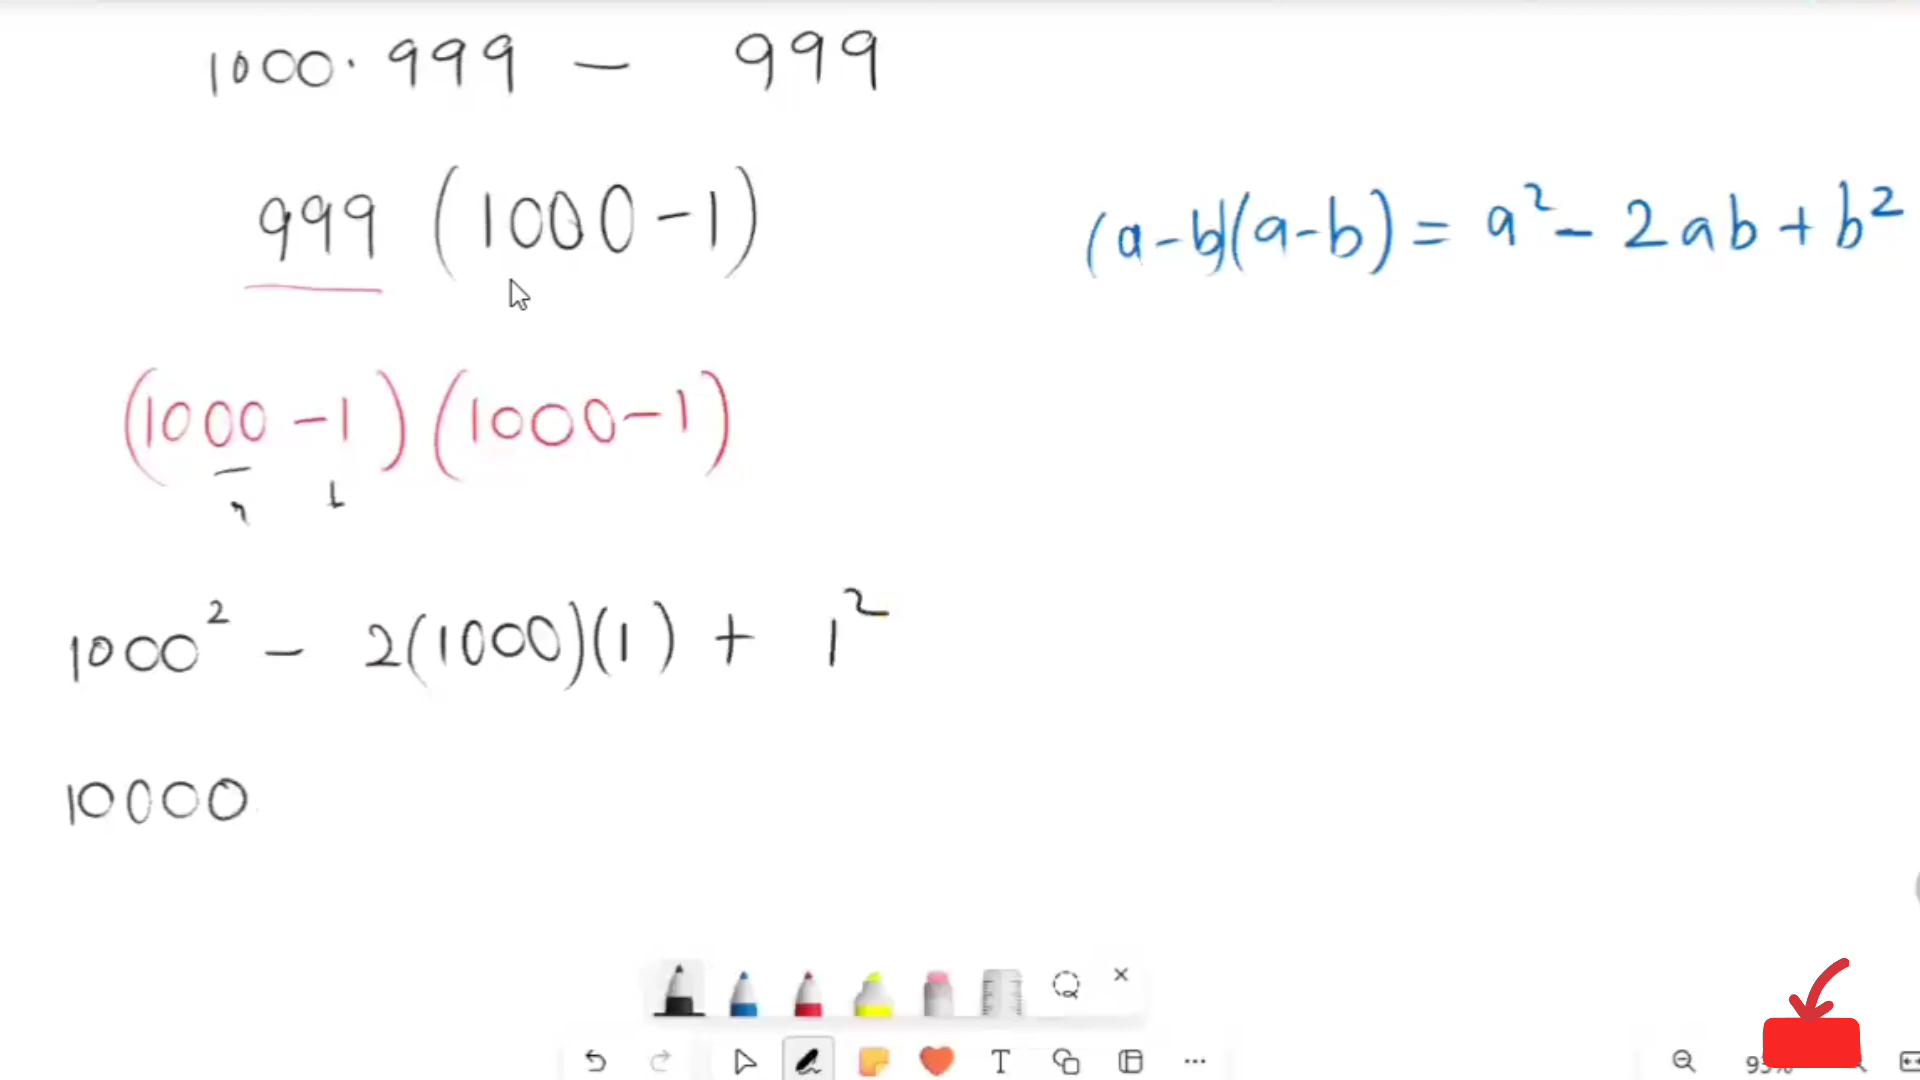 1000·999 − 999
999 (1000−1)
(a−b)(a−b) = a² − 2ab + b²
(1000 −1)(1000−1)
1000² − 2(1000)(1) + 1²
10000
T